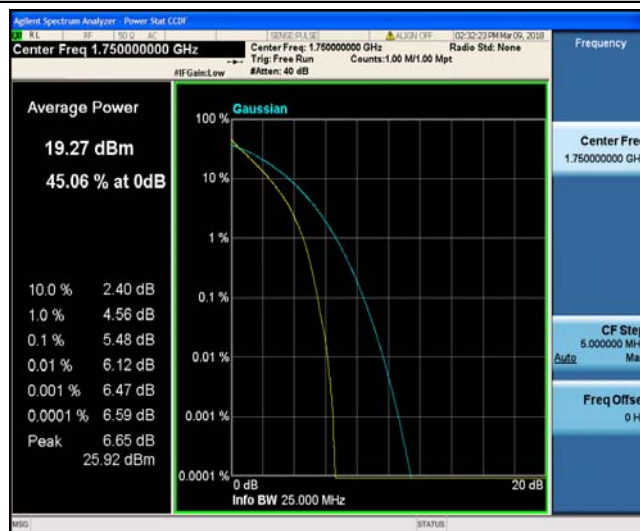 Agilent Spectrum Analyzer - Power Stat CCDF
RL RF 50 Ω AC SENSE:PULSE ALIGN OFF 02:32:23 PM Mar 09, 2018
Center Freq 1.750000000 GHz
Center Freq: 1.750000000 GHz Radio Std: None
Trig: Free Run Counts:1.00 M/1.00 Mpt
#IFGain:Low #Atten: 40 dB
Frequency
Average Power
19.27 dBm
45.06 % at 0dB
10.0 % 2.40 dB
1.0 % 4.56 dB
0.1 % 5.48 dB
0.01 % 6.12 dB
0.001 % 6.47 dB
0.0001 % 6.59 dB
Peak 6.65 dB
25.92 dBm
Gaussian
100 %
10 %
1 %
0.1 %
0.01 %
0.001 %
0.0001 %
0 dB 20 dB
Info BW 25.000 MHz
Center Fre
1.750000000 GH
CF Ste
5.000000 MH
Auto Ma
Freq Offse
0 H
MSG STATUS